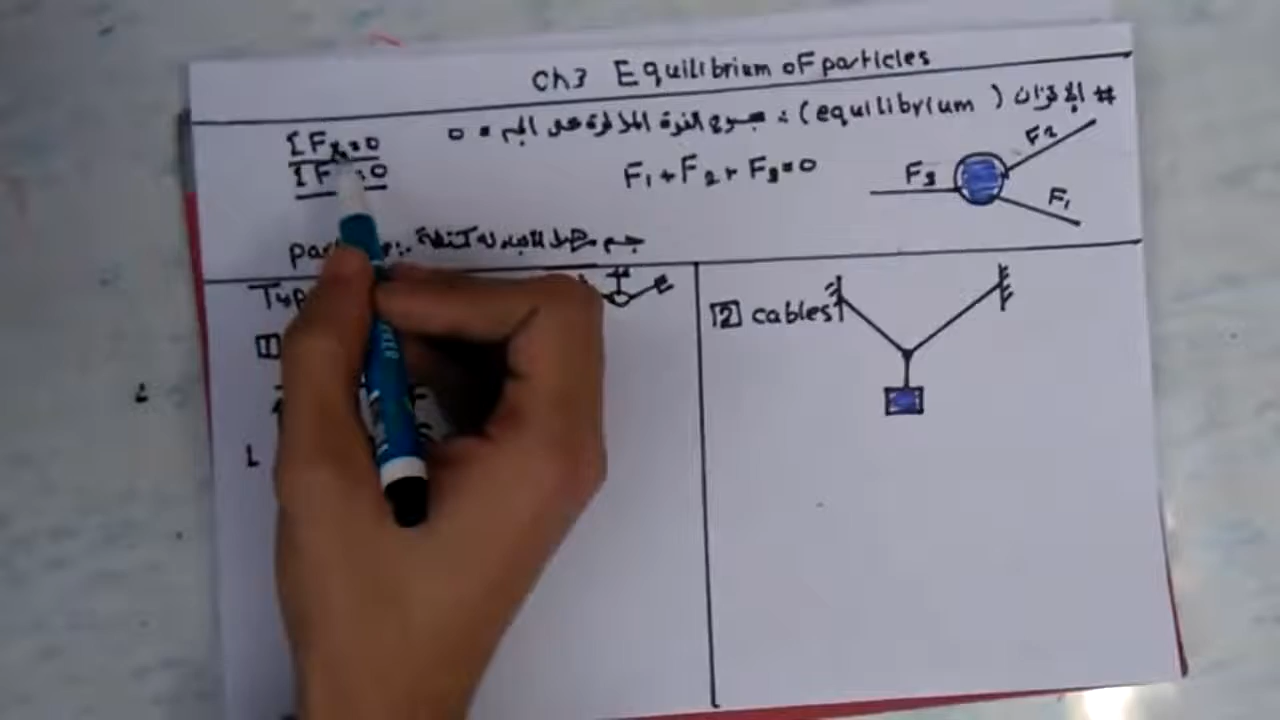 Ch3 Equilibrium of particles
# الإتزان (equilibrium) : مجموع القوة المؤثرة على الجسم = 0
ΣFx=0
ΣF =0
F₁+F₂+F₃=0
F₂
F₃
F₁
جسم
2 cables
L